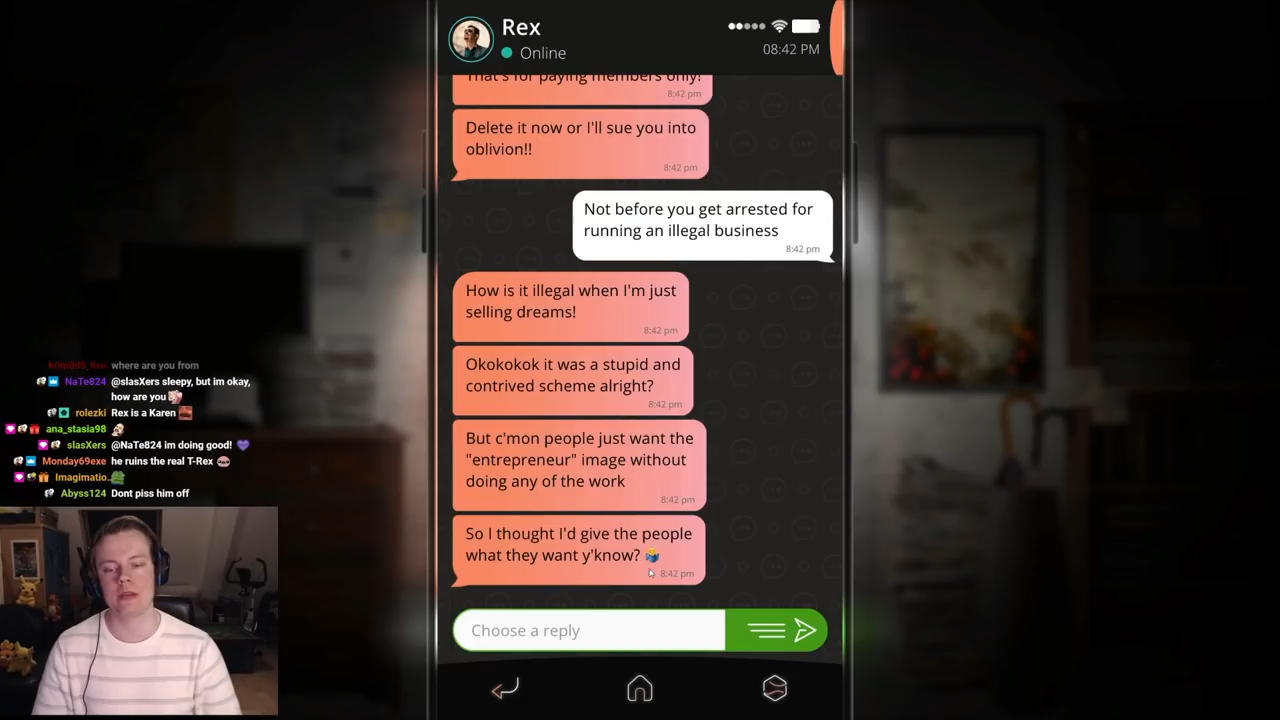 Rex
Online
08:42 PM
That's for paying members only!
8:42 pm
Delete it now or I'll sue you into
oblivion!!
8:42 pm
Not before you get arrested for
running an illegal business
8:42 pm
How is it illegal when I'm just
selling dreams!
8:42 pm
Okokokok it was a stupid and
contrived scheme alright?
8:42 pm
But c'mon people just want the
"entrepreneur" image without
doing any of the work
8:42 pm
So I thought I'd give the people
what they want y'know?
8:42 pm
Choose a reply
where are you from
NaTe824 @slasXers sleepy, but im okay,
how are you
rolezki Rex is a Karen
ana_stasia98
slasXers @NaTe824 im doing good!
Monday69exe he ruins the real T-Rex
Imaginatio..
Abyss124 Dont piss him off